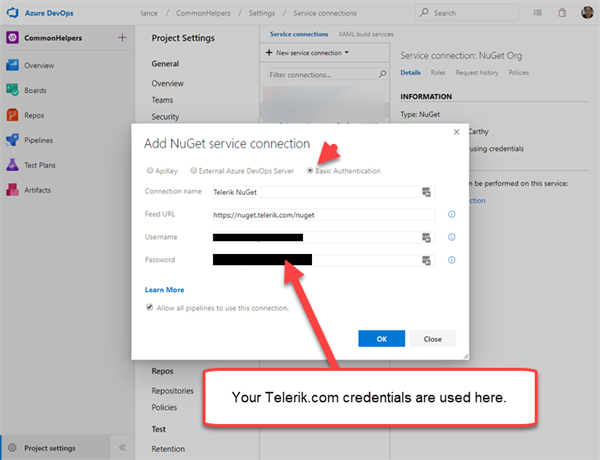 Azure DevOps
lance / CommonHelpers / Settings / Service connections
Search
CommonHelpers
Overview
Boards
Repos
Pipelines
Test Plans
Artifacts
Project settings
Project Settings
General
Overview
Teams
Security
Repos
Repositories
Policies
Test
Retention
Service connections
XAML build services
New service connection
Filter connections...
Service connection: NuGet Org
Details Roles Request history Policies
INFORMATION
Type: NuGet
Carthy
using credentials
can be performed on this service:
Add NuGet service connection
ApiKey
External Azure DevOps Server
Basic Authentication
Connection name
Telerik NuGet
Feed URL
https://nuget.telerik.com/nuget
Username
Password
Learn More
Allow all pipelines to use this connection.
OK
Close
Your Telerik.com credentials are used here.